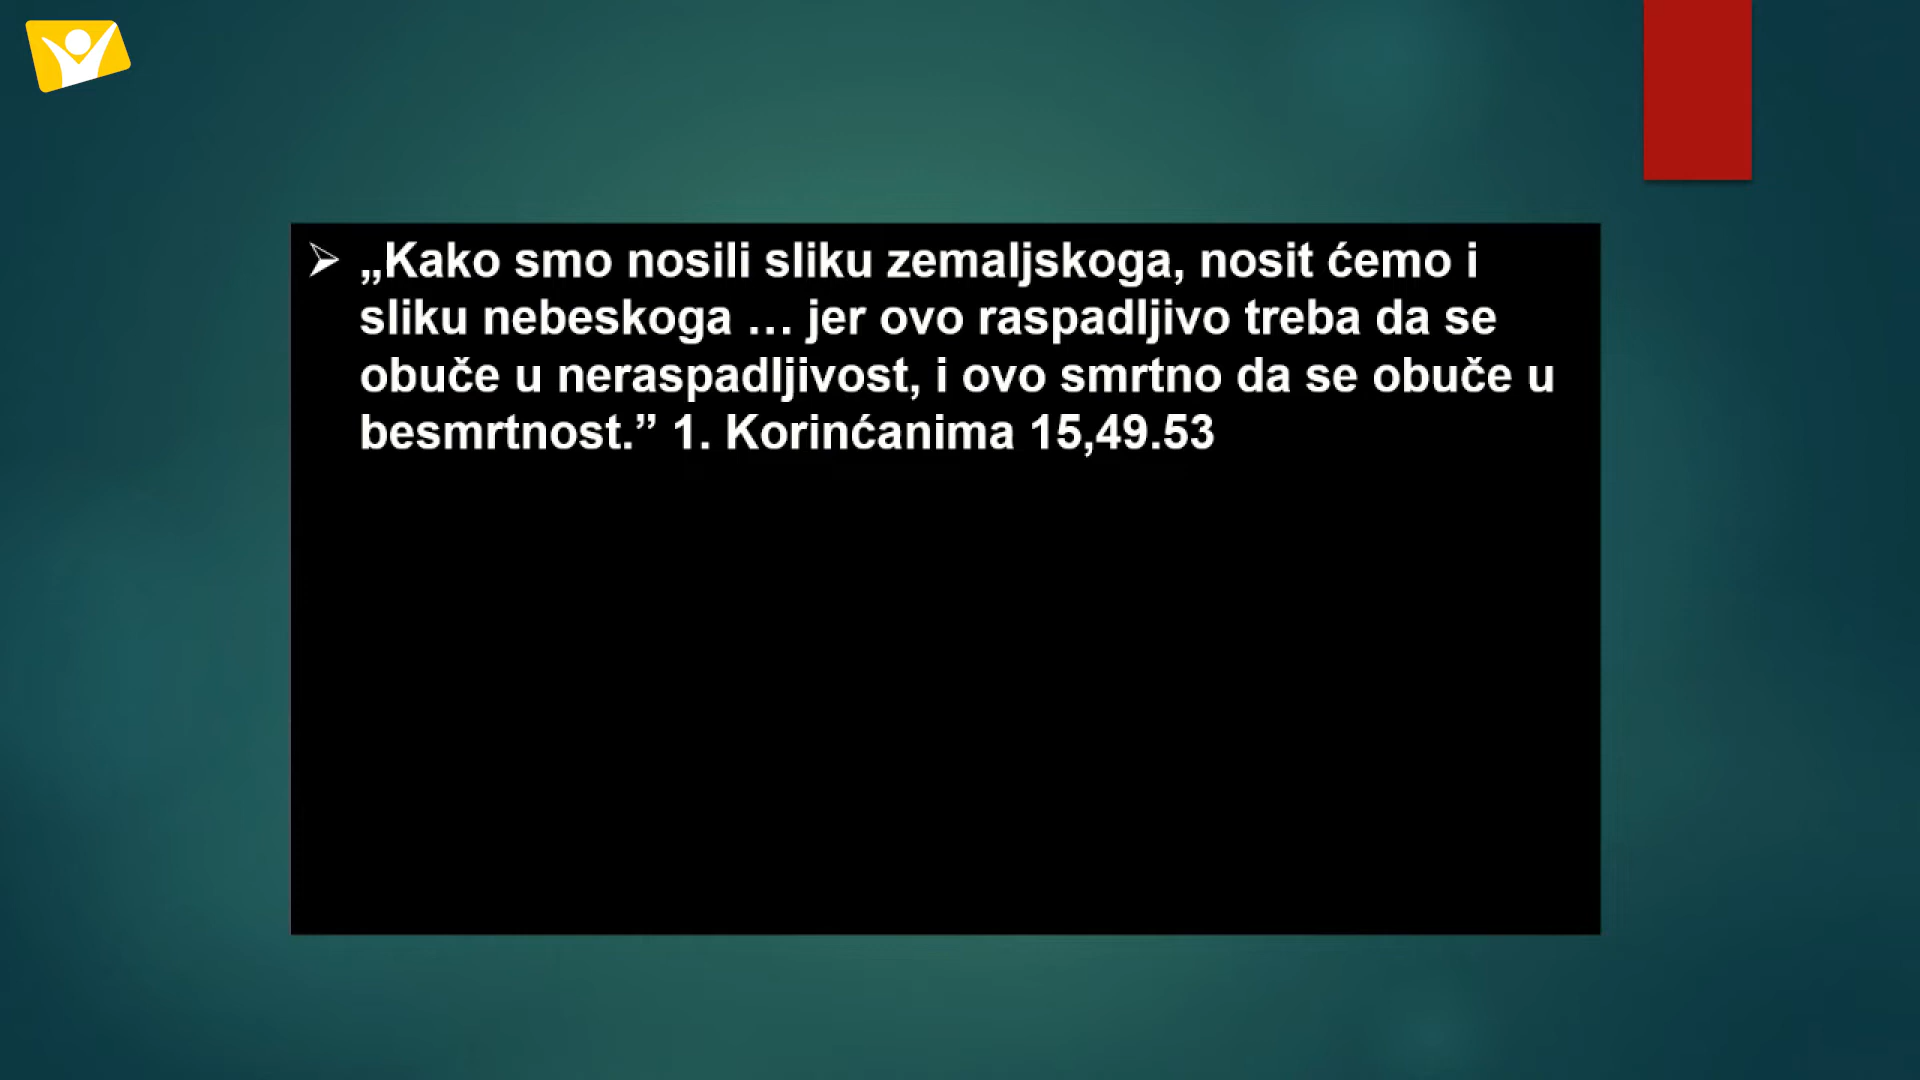 „Kako smo nosili sliku zemaljskoga, nosit ćemo i
sliku nebeskoga … jer ovo raspadljivo treba da se
obuče u neraspadljivost, i ovo smrtno da se obuče u
besmrtnost.” 1. Korinćanima 15,49.53